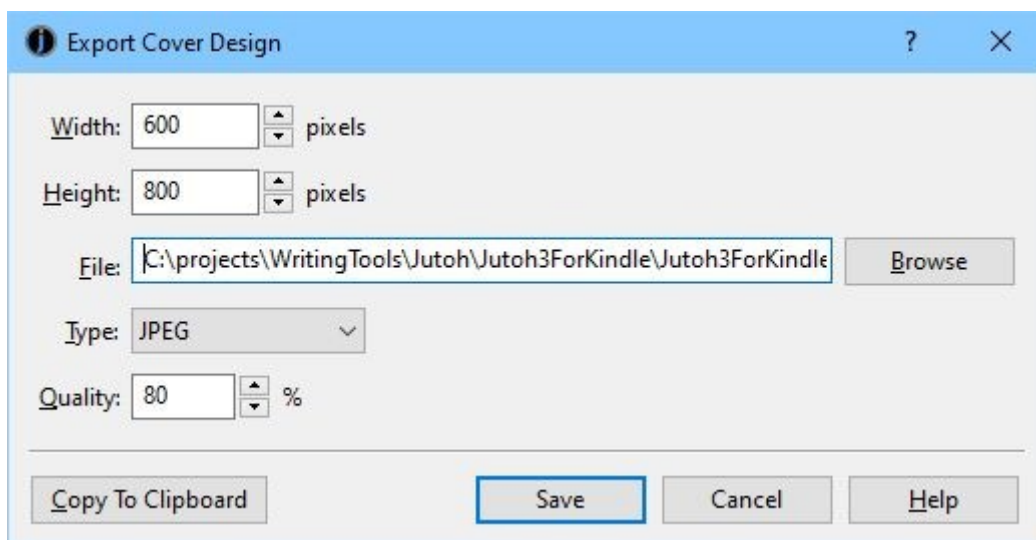 Export Cover Design ?
Width: 600 pixels
Height: 800 pixels
File: C:\projects\WritingTools\Jutoh\Jutoh3ForKindle\Jutoh3ForKindle Browse
Type: JPEG
Quality: 80 %
Copy To Clipboard Save Cancel Help